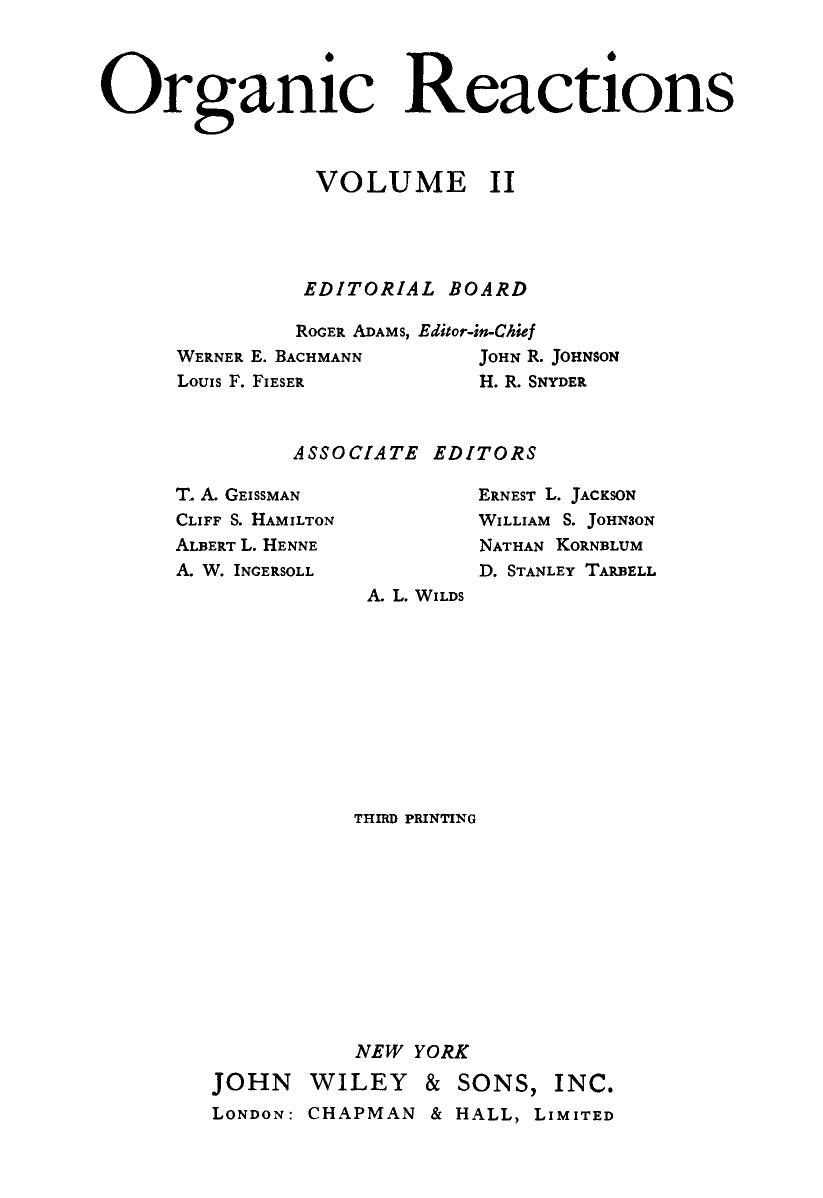 Organic Reactions
VOLUME II
EDITORIAL BOARD
ROGER ADAMS, Editor-in-Chief
WERNER E. BACHMANN JOHN R. JOHNSON
LOUIS F. FIESER H. R. SNYDER
ASSOCIATE EDITORS
T. A. GEISSMAN ERNEST L. JACKSON
CLIFF S. HAMILTON WILLIAM S. JOHNSON
ALBERT L. HENNE NATHAN KORNBLUM
A. W. INGERSOLL D. STANLEY TARBELL
A. L. WILDS
THIRD PRINTING
NEW YORK
JOHN WILEY & SONS, INC.
LONDON: CHAPMAN & HALL, LIMITED